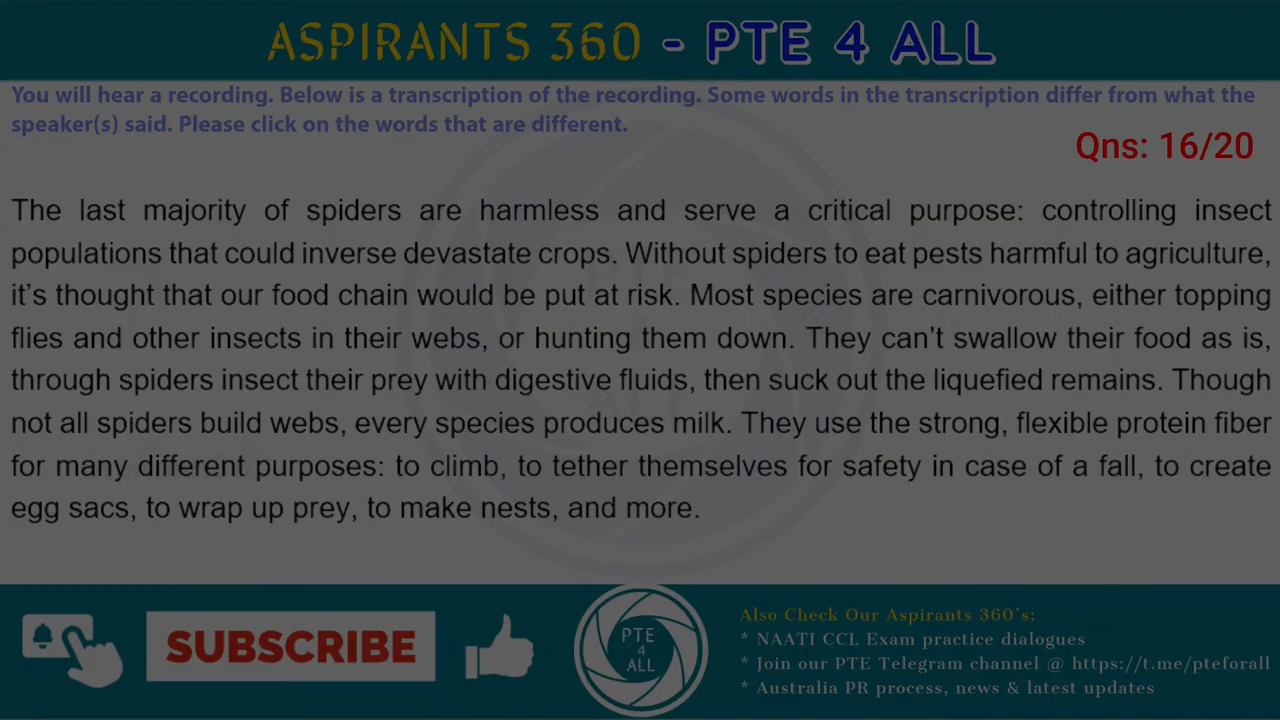 ASPIRANTS 360 - PTE 4 ALL
You will hear a recording. Below is a transcription of the recording. Some words in the transcription differ from what the
speaker(s) said. Please click on the words that are different.
Qns: 16/20
The last majority of spiders are harmless and serve a critical purpose: controlling insect
populations that could inverse devastate crops. Without spiders to eat pests harmful to agriculture,
it's thought that our food chain would be put at risk. Most species are carnivorous, either topping
flies and other insects in their webs, or hunting them down. They can't swallow their food as is,
through spiders insect their prey with digestive fluids, then suck out the liquefied remains. Though
not all spiders build webs, every species produces milk. They use the strong, flexible protein fiber
for many different purposes: to climb, to tether themselves for safety in case of a fall, to create
egg sacs, to wrap up prey, to make nests, and more.
PTE
4
ALL
SUBSCRIBE
PTE
4
ALL
Also Check Our Aspirants 360's:
* NAATI CCL Exam practice dialogues
* Join our PTE Telegram channel @ https://t.me/pteforall
* Australia PR process, news & latest updates